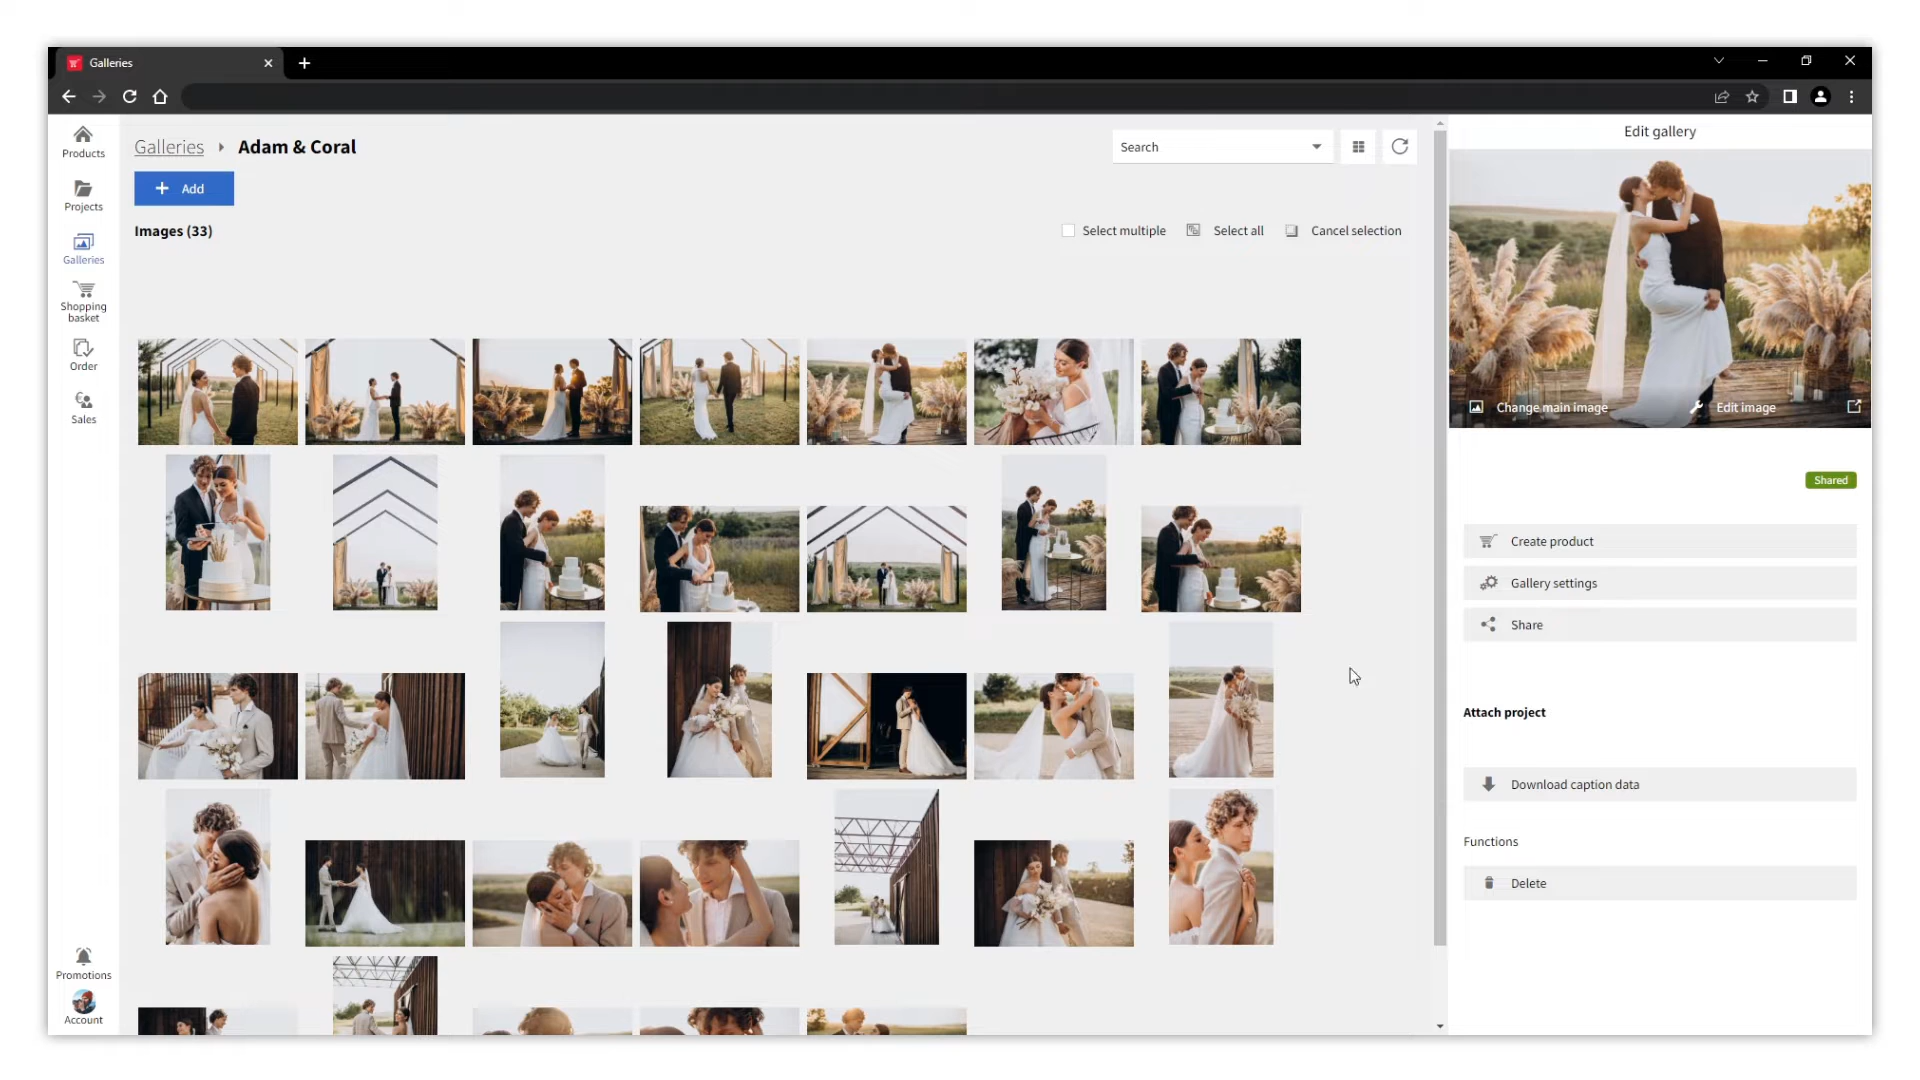 Galleries
Products
Projects
Galleries
Shopping
basket
Order
Sales
Promotions
Account
Galleries
Adam & Coral
Search
+ Add
Images (33)
Select multiple
Select all
Cancel selection
Edit gallery
Change main image
Edit image
Shared
Create product
Gallery settings
Share
Attach project
Download caption data
Functions
Delete